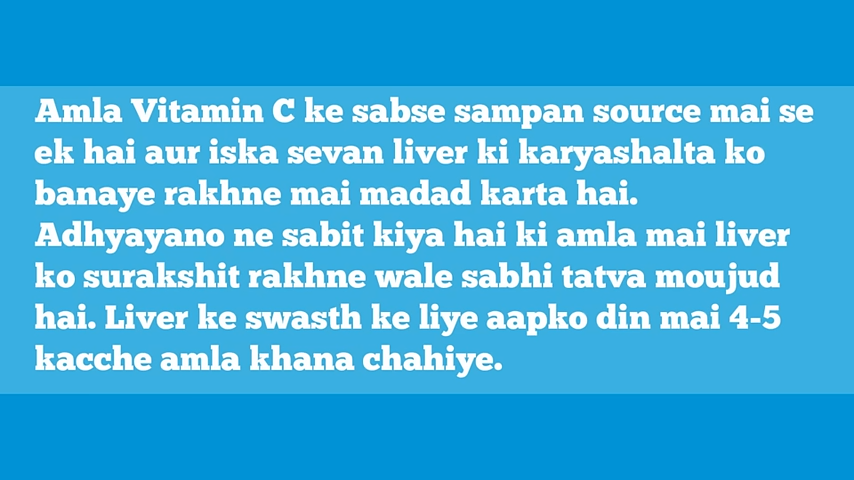 Amla Vitamin C ke sabse sampan source mai se
ek hai aur iska sevan liver ki karyashalta ko
banaye rakhne mai madad karta hai.
Adhyayano ne sabit kiya hai ki amla mai liver
ko surakshit rakhne wale sabhi tatva moujud
hai. Liver ke swasth ke liye aapko din mai 4-5
kacche amla khana chahiye.